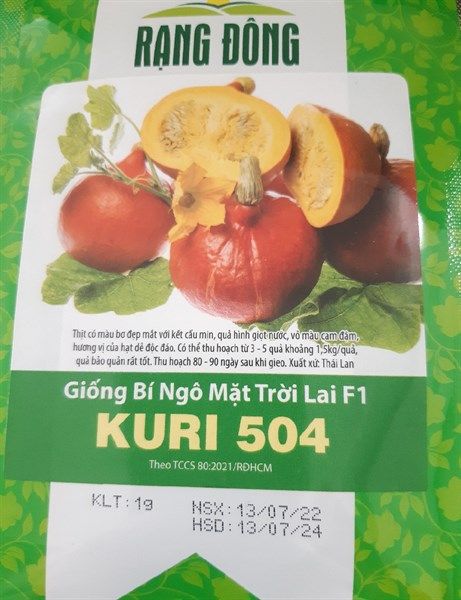 RẠNG ĐÔNG
Thịt có màu bơ đẹp mắt với kết cấu mịn, quả hình giọt nước, vỏ màu cam đậm,
hương vị của hạt dẻ độc đáo. Có thể thu hoạch từ 3 - 5 quả khoảng 1,5kg/quả,
quả bảo quản rất tốt. Thu hoạch 80 - 90 ngày sau khi gieo. Xuất xứ: Thái Lan
Giống Bí Ngô Mặt Trời Lai F1
KURI 504
Theo TCCS 80:2021/RĐHCM
KLT: 1g
NSX: 13/07/22
HSD: 13/07/24